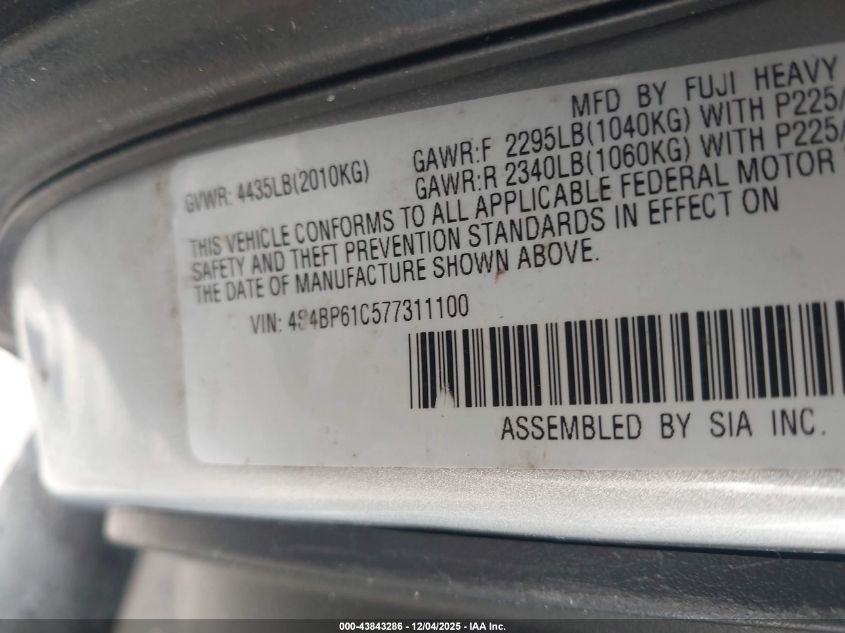 MFD BY FUJI HEAVY
GVWR: 4435LB(2010KG) GAWR:F 2295LB(1040KG) WITH P225/
GAWR:R 2340LB(1060KG) WITH P225/
THIS VEHICLE CONFORMS TO ALL APPLICABLE FEDERAL MOTOR
SAFETY AND THEFT PREVENTION STANDARDS IN EFFECT ON
THE DATE OF MANUFACTURE SHOWN ABOVE.
VIN: 4S4BP61C577311100
ASSEMBLED BY SIA INC.
000-43843286 - 12/04/2025 - IAA Inc.